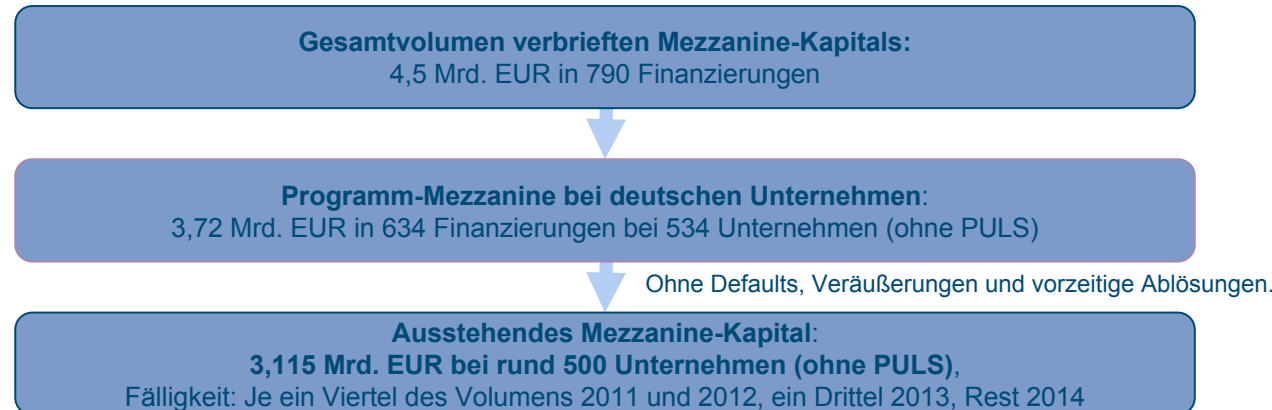 Gesamtvolumen verbrieften Mezzanine-Kapitals:
4,5 Mrd. EUR in 790 Finanzierungen
Programm-Mezzanine bei deutschen Unternehmen:
3,72 Mrd. EUR in 634 Finanzierungen bei 534 Unternehmen (ohne PULS)
Ohne Defaults, Veräußerungen und vorzeitige Ablösungen.
Ausstehendes Mezzanine-Kapital:
3,115 Mrd. EUR bei rund 500 Unternehmen (ohne PULS),
Fälligkeit: Je ein Viertel des Volumens 2011 und 2012, ein Drittel 2013, Rest 2014